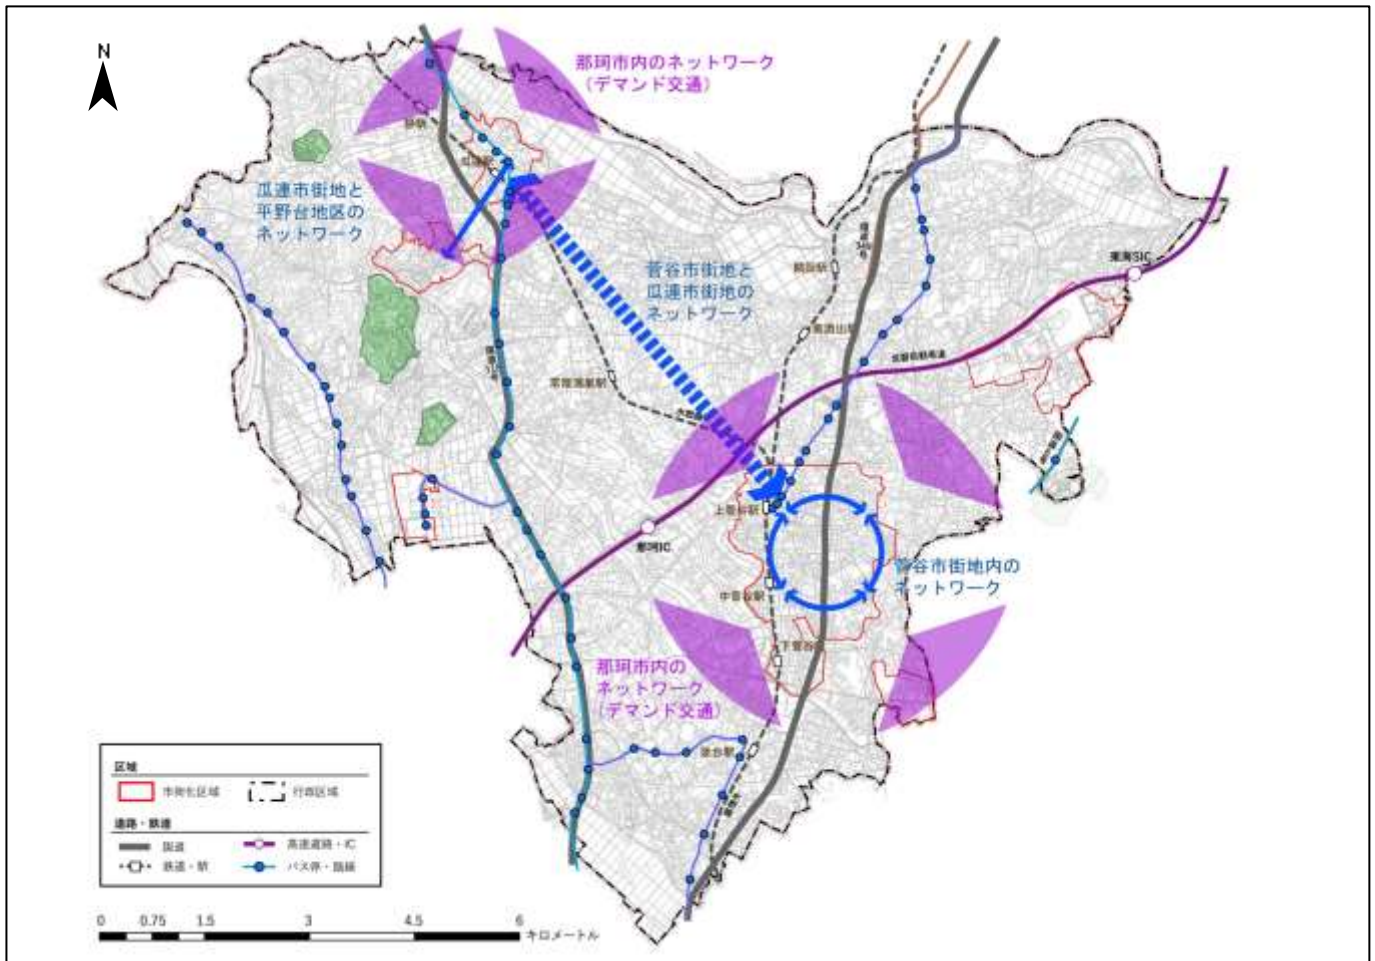 N
那珂市内のネットワーク
(デマンド交通)
瓜連市街地と
平野台地区の
ネットワーク
菅谷市街地と
瓜連市街地の
ネットワーク
東海SIC
常陸鴻巣駅
上菅谷駅
那珂IC
菅谷市街地内の
ネットワーク
中菅谷駅
那珂市内の
ネットワーク
(デマンド交通)
後台駅
区域
市街化区域
行政区域
道路・鉄道
国道
高速道路・IC
鉄道・駅
バス停・路線
0 0.75 1.5 3 4.5 6
キロメートル